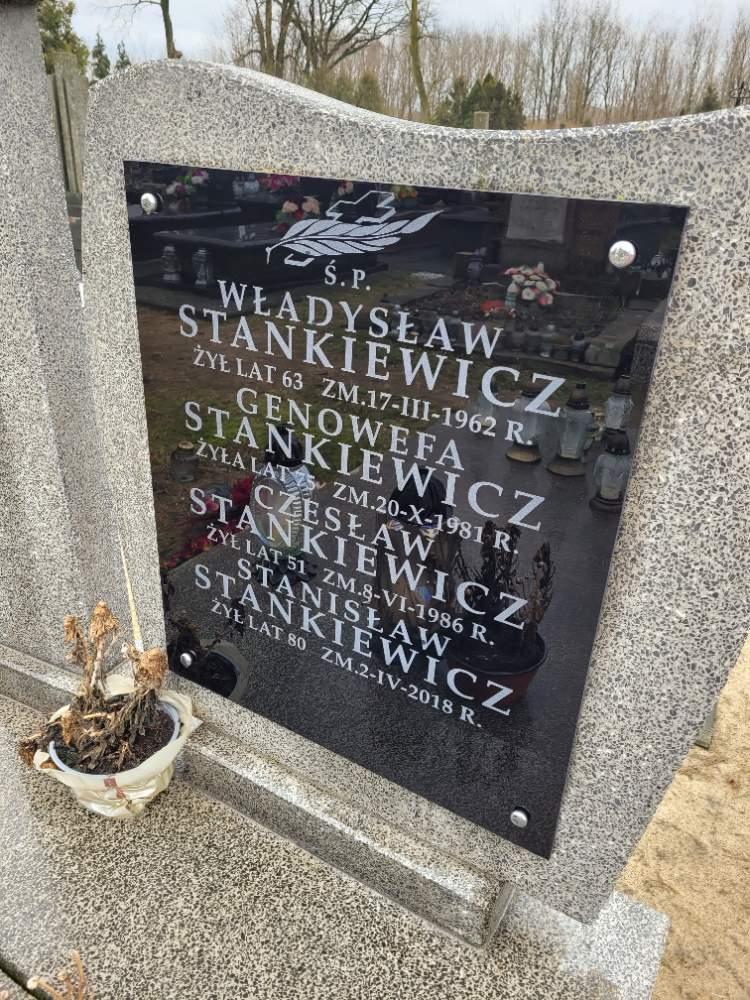 Ś.P.
WŁADYSŁAW
STANKIEWICZ
ŻYŁ LAT 63 ZM.17-III-1962 R.
GENOWEFA
STANKIEWICZ
ŻYŁA LAT ZM.20-X-1981 R.
CZESŁAW
STANKIEWICZ
ŻYŁ LAT 51 ZM.8-VI-1986 R.
STANISŁAW
STANKIEWICZ
ŻYŁ LAT 80 ZM.2-IV-2018 R.